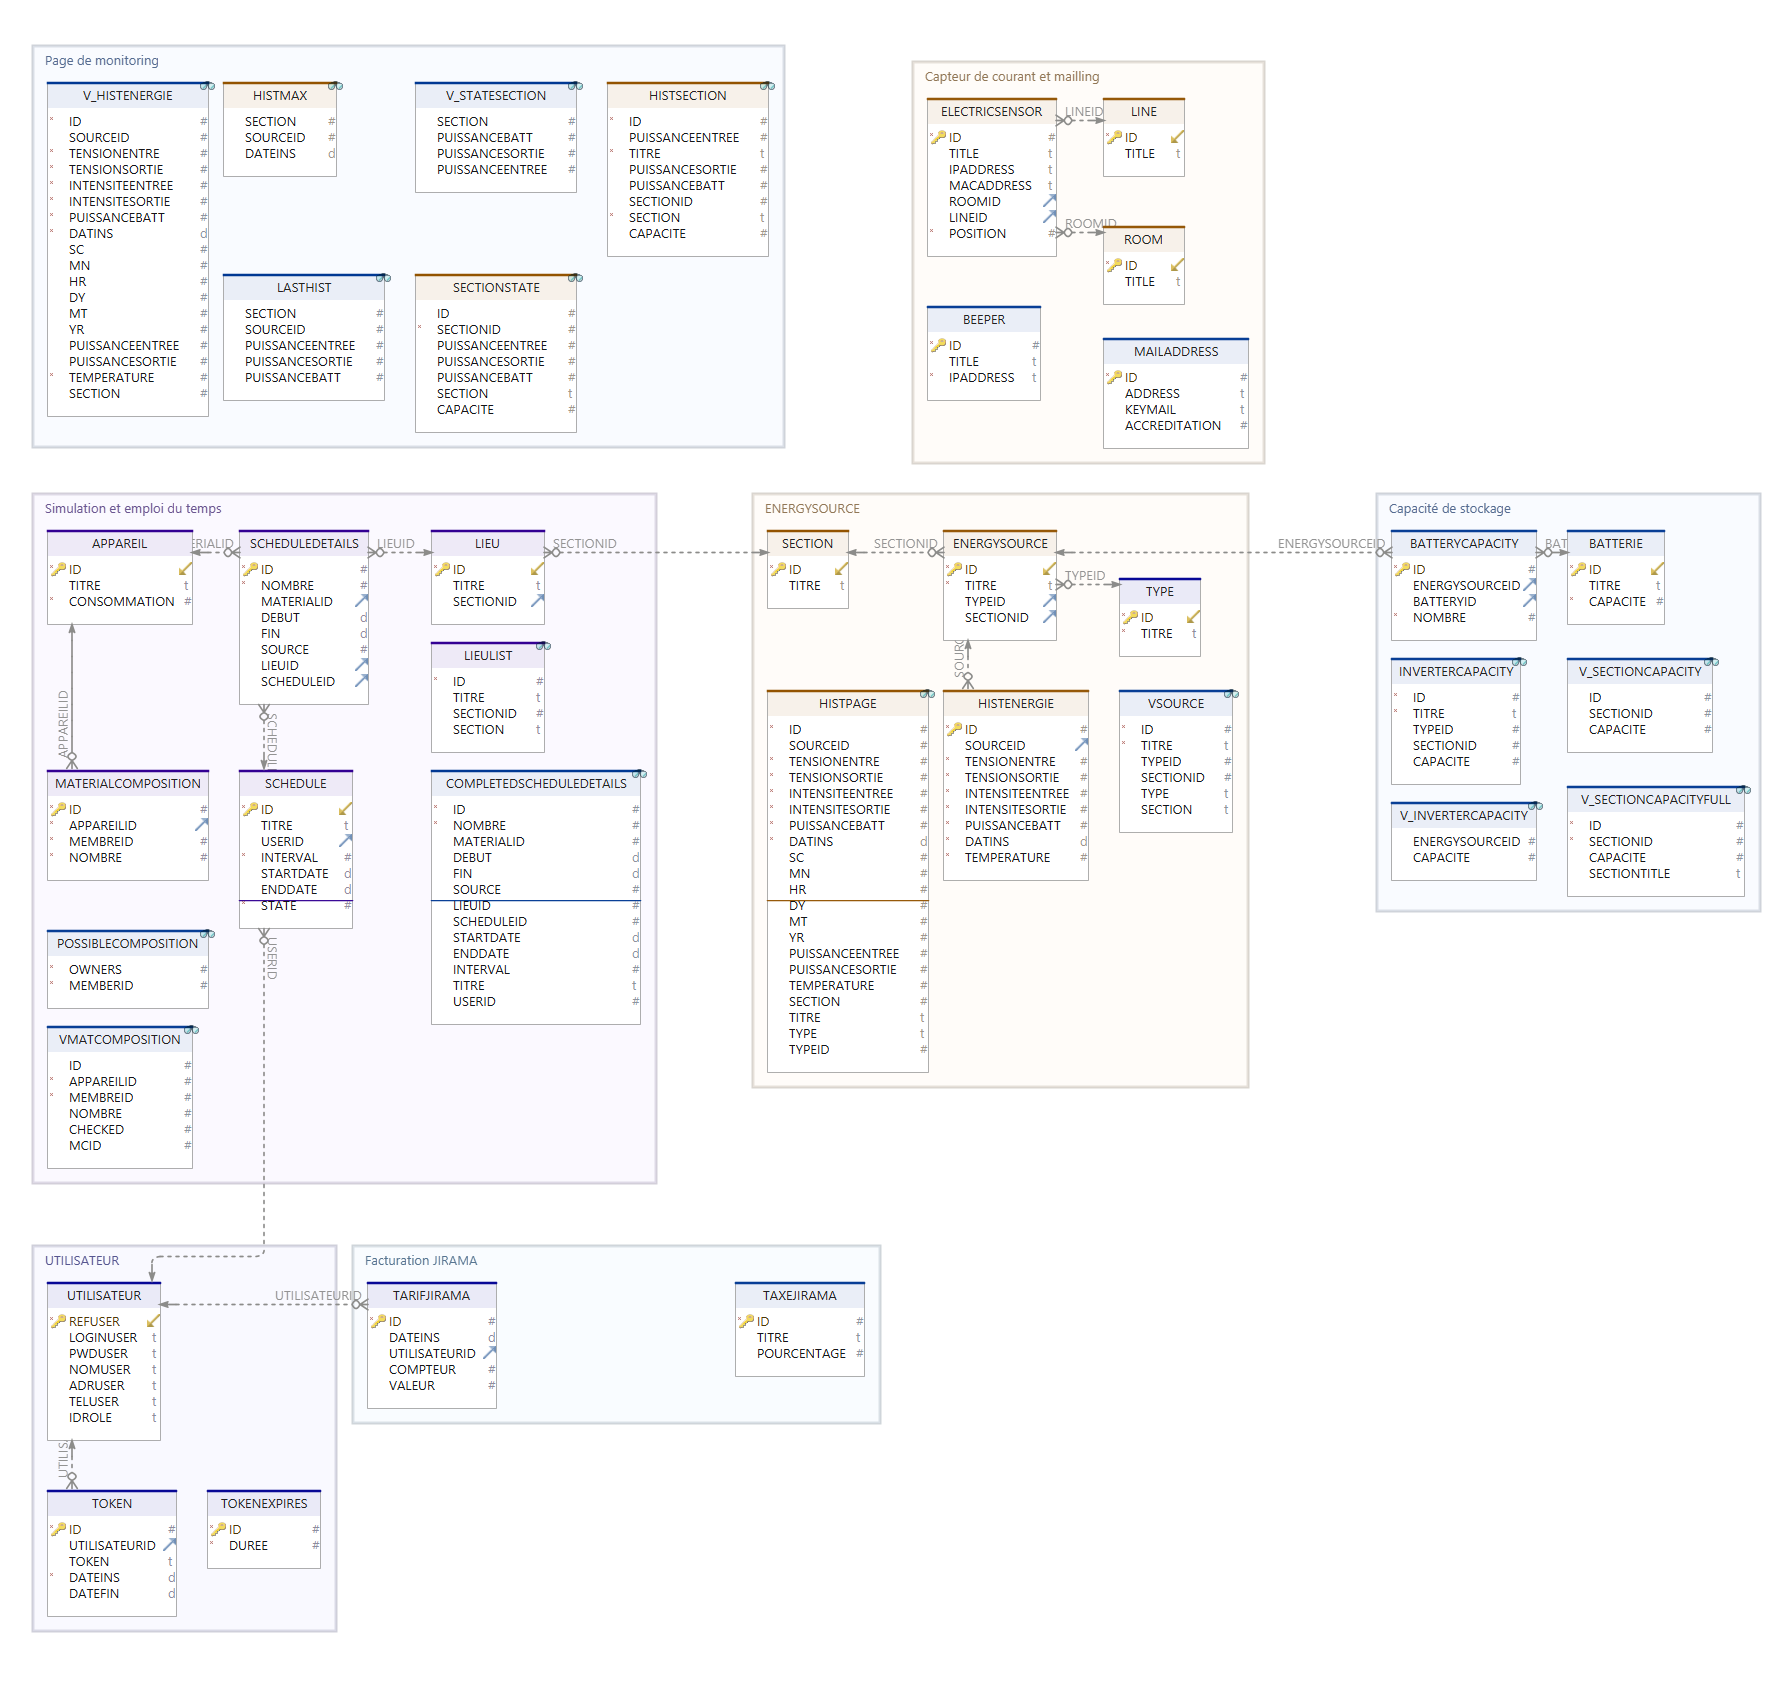 Page de monitoring
V_HISTENERGIE
ID #
SOURCEID #
TENSIONENTRE #
TENSIONSORTIE #
INTENSITEENTREE #
INTENSITESORTIE #
PUISSANCEBATT #
DATINS d
SC #
MN #
HR #
DY #
MT #
YR #
PUISSANCEENTREE #
PUISSANCESORTIE #
TEMPERATURE #
SECTION #
HISTMAX
SECTION #
SOURCEID #
DATEINS d
V_STATESECTION
SECTION #
PUISSANCEBATT #
PUISSANCESORTIE #
PUISSANCEENTREE #
HISTSECTION
ID #
PUISSANCEENTREE #
TITRE t
PUISSANCESORTIE #
PUISSANCEBATT #
SECTIONID #
SECTION t
CAPACITE #
LASTHIST
SECTION #
SOURCEID #
PUISSANCEENTREE #
PUISSANCESORTIE #
PUISSANCEBATT #
SECTIONSTATE
ID #
SECTIONID #
PUISSANCEENTREE #
PUISSANCESORTIE #
PUISSANCEBATT #
SECTION t
CAPACITE #
Capteur de courant et mailling
ELECTRICSENSOR
ID #
TITLE t
IPADDRESS t
MACADDRESS t
ROOMID
LINEID
POSITION #
LINEID
LINE
ID
TITLE t
ROOMID
ROOM
ID
TITLE t
BEEPER
ID #
TITLE t
IPADDRESS t
MAILADDRESS
ID #
ADDRESS t
KEYMAIL t
ACCREDITATION #
Simulation et emploi du temps
APPAREIL
ID
TITRE t
CONSOMMATION #
ERIALID
SCHEDULEDETAILS
ID #
NOMBRE #
MATERIALID
DEBUT d
FIN d
SOURCE #
LIEUID
SCHEDULEID
LIEUID
LIEU
ID
TITRE t
SECTIONID
SECTIONID
LIEULIST
ID #
TITRE t
SECTIONID #
SECTION t
APPAREILID
SCHEDUL
MATERIALCOMPOSITION
ID #
APPAREILID
MEMBREID #
NOMBRE #
SCHEDULE
ID
TITRE t
USERID
INTERVAL #
STARTDATE d
ENDDATE d
STATE #
USERID
COMPLETEDSCHEDULEDETAILS
ID #
NOMBRE #
MATERIALID #
DEBUT d
FIN d
SOURCE #
LIEUID #
SCHEDULEID #
STARTDATE d
ENDDATE d
INTERVAL #
TITRE t
USERID #
POSSIBLECOMPOSITION
OWNERS #
MEMBERID #
VMATCOMPOSITION
ID #
APPAREILID #
MEMBREID #
NOMBRE #
CHECKED #
MCID #
ENERGYSOURCE
SECTION
ID
TITRE t
SECTIONID
ENERGYSOURCE
ID
TITRE t
TYPEID
SECTIONID
TYPEID
TYPE
ID
TITRE t
SOURC
HISTPAGE
ID #
SOURCEID #
TENSIONENTRE #
TENSIONSORTIE #
INTENSITEENTREE #
INTENSITESORTIE #
PUISSANCEBATT #
DATINS d
SC #
MN #
HR #
DY #
MT #
YR #
PUISSANCEENTREE #
PUISSANCESORTIE #
TEMPERATURE #
SECTION #
TITRE t
TYPE t
TYPEID #
HISTENERGIE
ID #
SOURCEID
TENSIONENTRE #
TENSIONSORTIE #
INTENSITEENTREE #
INTENSITESORTIE #
PUISSANCEBATT #
DATINS d
TEMPERATURE #
VSOURCE
ID #
TITRE t
TYPEID #
SECTIONID #
TYPE t
SECTION t
Capacité de stockage
ENERGYSOURCEID
BATTERYCAPACITY
ID #
ENERGYSOURCEID
BATTERYID
NOMBRE #
BAT
BATTERIE
ID
TITRE t
CAPACITE #
INVERTERCAPACITY
ID #
TITRE t
TYPEID #
SECTIONID #
CAPACITE #
V_SECTIONCAPACITY
ID #
SECTIONID #
CAPACITE #
V_INVERTERCAPACITY
ENERGYSOURCEID #
CAPACITE #
V_SECTIONCAPACITYFULL
ID #
SECTIONID #
CAPACITE #
SECTIONTITLE t
UTILISATEUR
UTILISATEUR
REFUSER
LOGINUSER t
PWDUSER t
NOMUSER t
ADRUSER t
TELUSER t
IDROLE t
UTILIS
TOKEN
ID #
UTILISATEURID
TOKEN t
DATEINS d
DATEFIN d
TOKENEXPIRES
ID #
DUREE #
Facturation JIRAMA
UTILISATEURID
TARIFJIRAMA
ID #
DATEINS d
UTILISATEURID
COMPTEUR #
VALEUR #
TAXEJIRAMA
ID #
TITRE t
POURCENTAGE #